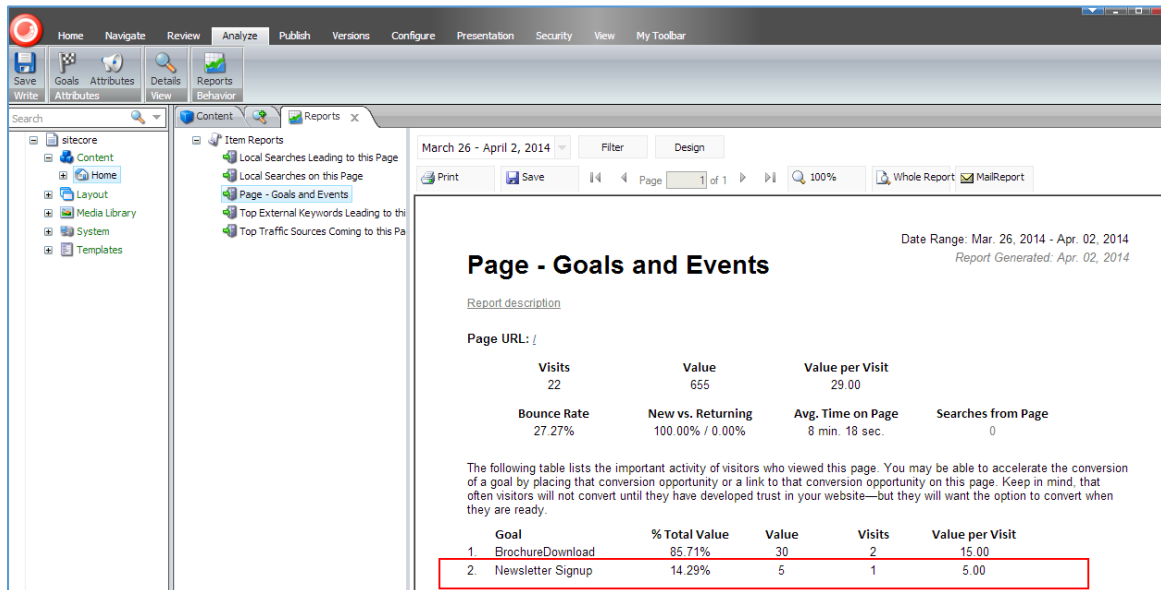 Home Navigate Review Analyze Publish Versions Configure Presentation Security View My Toolbar
Save Goals Attributes Details Reports
Write Attributes View Behavior
Search
Content Reports x
sitecore
Content
Home
Layout
Media Library
System
Templates
Item Reports
Local Searches Leading to this Page
Local Searches on this Page
Page - Goals and Events
Top External Keywords Leading to thi
Top Traffic Sources Coming to this Pa
March 26 - April 2, 2014 Filter Design
Print Save Page 1 of 1 100% Whole Report MailReport
Date Range: Mar. 26, 2014 - Apr. 02, 2014
Report Generated: Apr. 02, 2014
Page - Goals and Events
Report description
Page URL: /
Visits Value Value per Visit
22 655 29.00
Bounce Rate New vs. Returning Avg. Time on Page Searches from Page
27.27% 100.00% / 0.00% 8 min. 18 sec. 0
The following table lists the important activity of visitors who viewed this page. You may be able to accelerate the conversion
of a goal by placing that conversion opportunity or a link to that conversion opportunity on this page. Keep in mind, that
often visitors will not convert until they have developed trust in your website—but they will want the option to convert when
they are ready.
Goal % Total Value Value Visits Value per Visit
1. BrochureDownload 85.71% 30 2 15.00
2. Newsletter Signup 14.29% 5 1 5.00